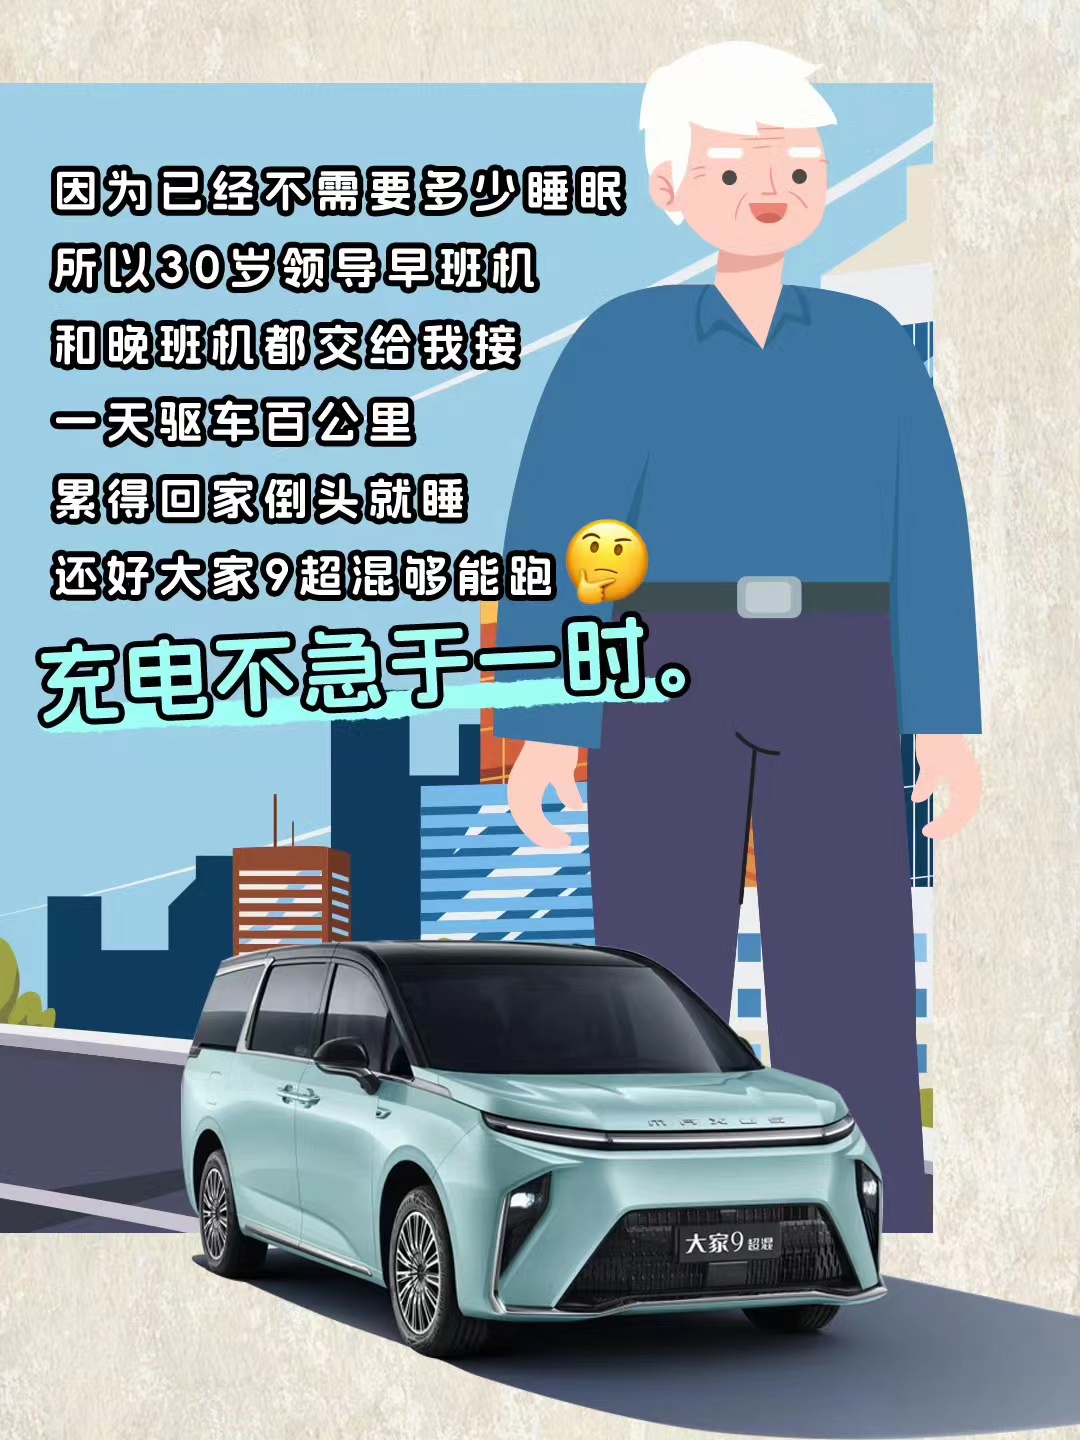 因为已经不需要多少睡眠
所以30岁领导早班机
和晚班机都交给我接
一天驱车百公里
累得回家倒头就睡
还好大家9超混够能跑🤔
充电不急于一时。
MAXUS
大家9超混